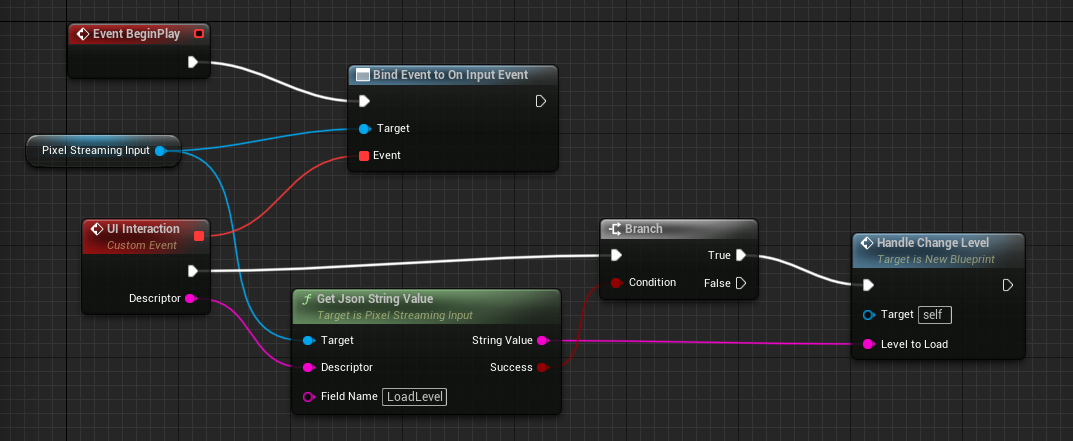 Event BeginPlay
Bind Event to On Input Event
Target
Event
Pixel Streaming Input
UI Interaction
Custom Event
Descriptor
Get Json String Value
Target is Pixel Streaming Input
Target String Value
Descriptor Success
Field Name LoadLevel
Branch
True
Condition False
Handle Change Level
Target is New Blueprint
Target self
Level to Load